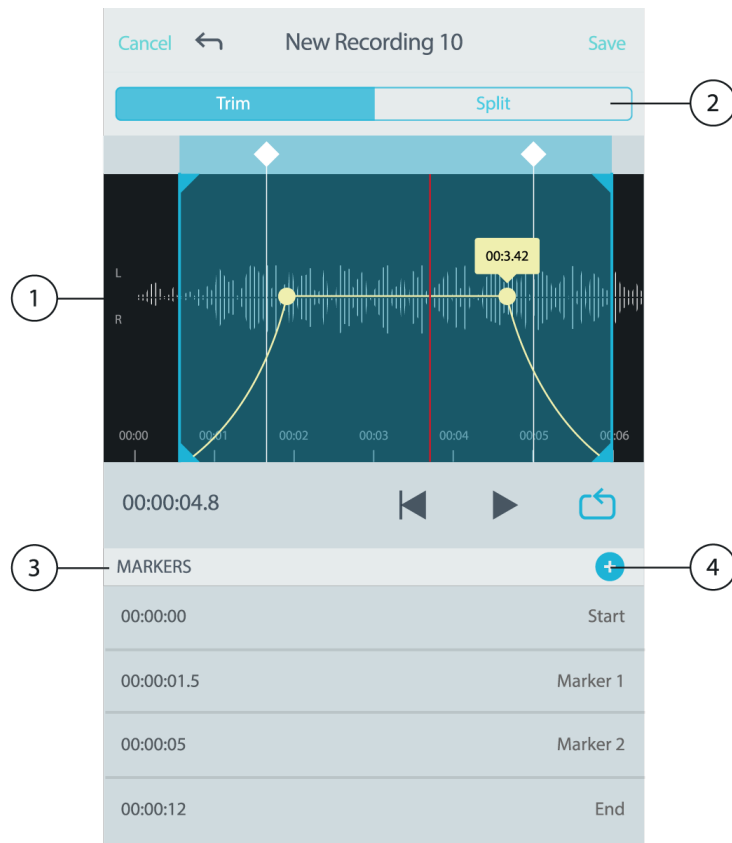 Cancel New Recording 10 Save
Trim Split
2
00:3.42
L
1
R
00:00 00:01 00:02 00:03 00:04 00:05 00:06
00:00:04.8
3 MARKERS + 4
00:00:00 Start
00:00:01.5 Marker 1
00:00:05 Marker 2
00:00:12 End